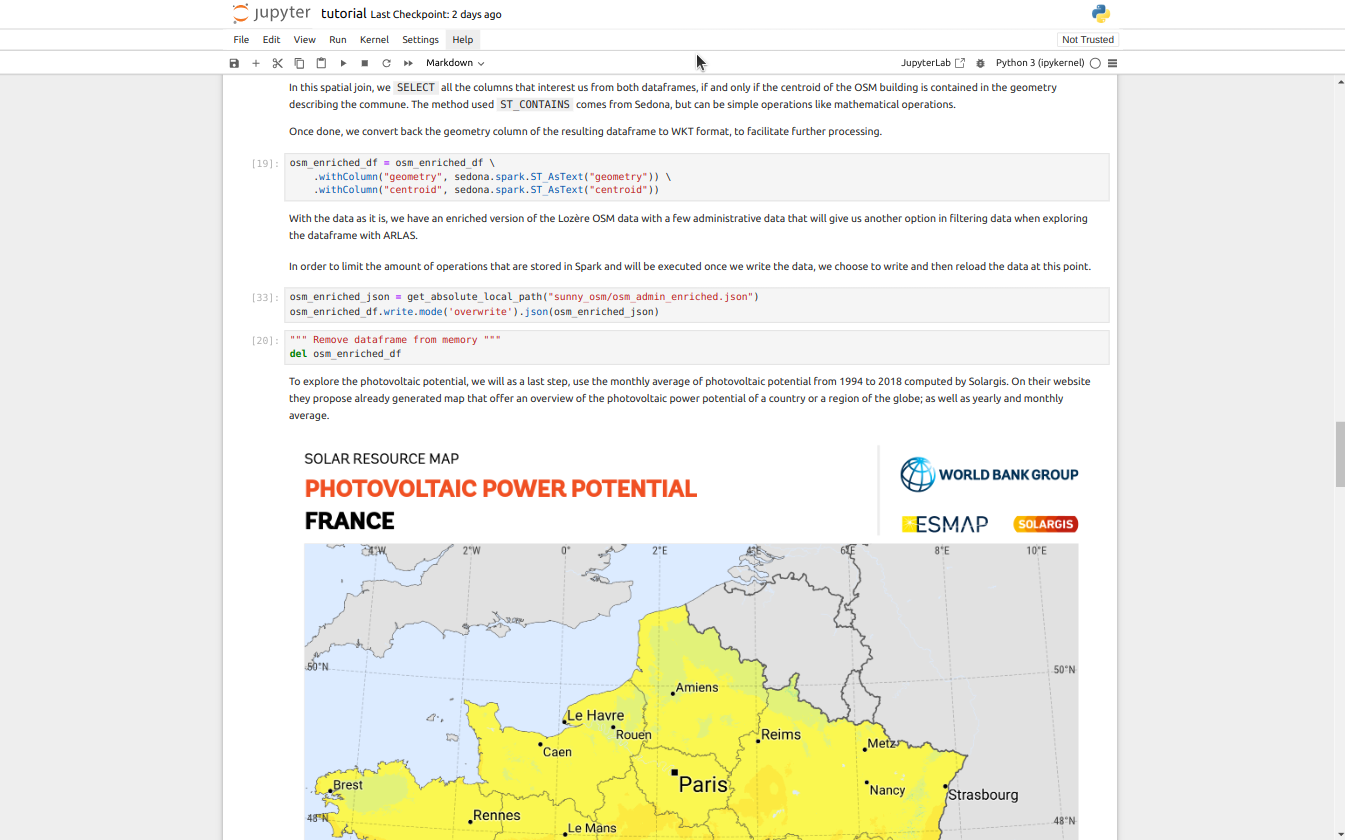 jupyter tutorial Last Checkpoint: 2 days ago
File Edit View Run Kernel Settings Help Not Trusted
Markdown JupyterLab Python 3 (ipykernel)
In this spatial join, we SELECT all the columns that interest us from both dataframes, if and only if the centroid of the OSM building is contained in the geometry
describing the commune. The method used ST_CONTAINS comes from Sedona, but can be simple operations like mathematical operations.
Once done, we convert back the geometry column of the resulting dataframe to WKT format, to facilitate further processing.
[19]: osm_enriched_df = osm_enriched_df \
.withColumn("geometry", sedona.spark.ST_AsText("geometry")) \
.withColumn("centroid", sedona.spark.ST_AsText("centroid"))
With the data as it is, we have an enriched version of the Lozère OSM data with a few administrative data that will give us another option in filtering data when exploring
the dataframe with ARLAS.
In order to limit the amount of operations that are stored in Spark and will be executed once we write the data, we choose to write and then reload the data at this point.
[33]: osm_enriched_json = get_absolute_local_path("sunny_osm/osm_admin_enriched.json")
osm_enriched_df.write.mode('overwrite').json(osm_enriched_json)
[20]: """ Remove dataframe from memory """
del osm_enriched_df
To explore the photovoltaic potential, we will as a last step, use the monthly average of photovoltaic potential from 1994 to 2018 computed by Solargis. On their website
they propose already generated map that offer an overview of the photovoltaic power potential of a country or a region of the globe; as well as yearly and monthly
average.
SOLAR RESOURCE MAP
PHOTOVOLTAIC POWER POTENTIAL
FRANCE
WORLD BANK GROUP
ESMAP SOLARGIS
4°W 2°W 0° 2°E 4°E 6°E 8°E 10°E
50°N 50°N
Amiens
Le Havre
Rouen
Reims
Caen
Metz
Paris
Brest
Nancy
Strasbourg
Rennes
48°N 48°N
Le Mans